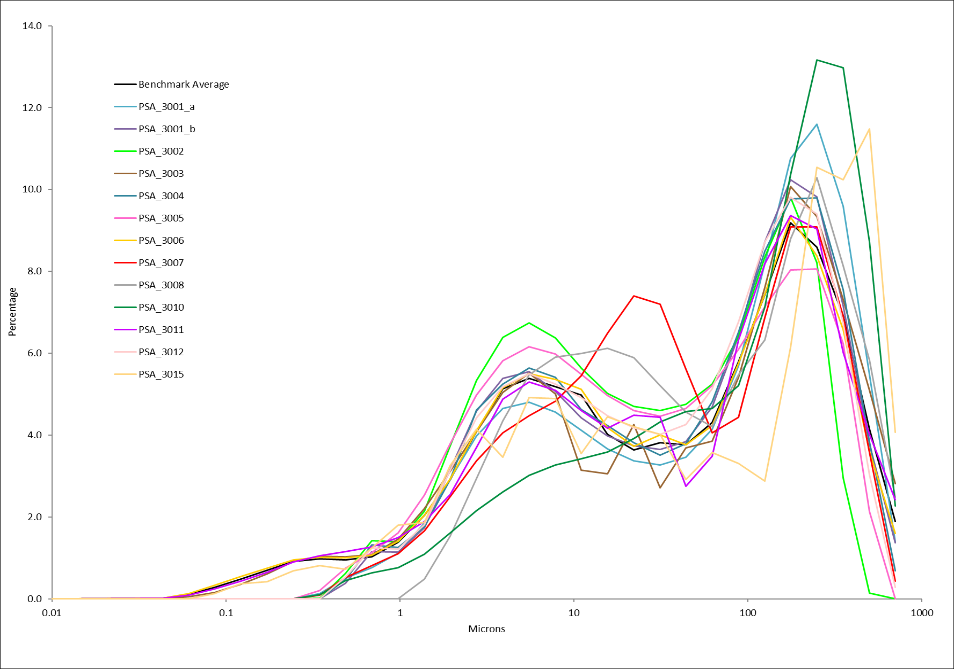 14.0
12.0
10.0
8.0
6.0
4.0
2.0
0.0
Percentage
Benchmark Average
PSA_3001_a
PSA_3001_b
PSA_3002
PSA_3003
PSA_3004
PSA_3005
PSA_3006
PSA_3007
PSA_3008
PSA_3010
PSA_3011
PSA_3012
PSA_3015
0.01 0.1 1 10 100 1000
Microns